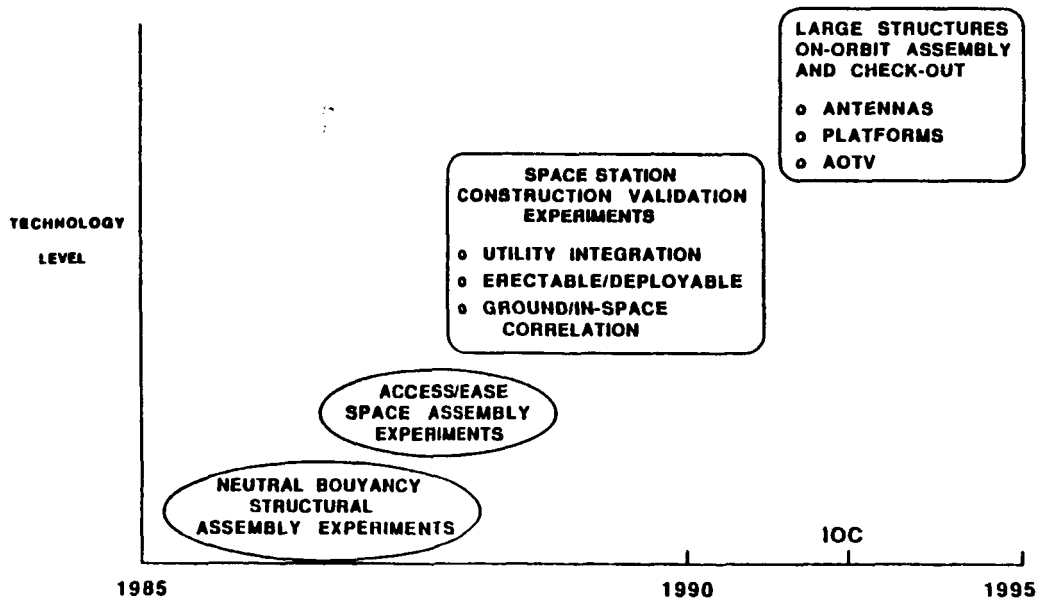 LARGE STRUCTURES
ON-ORBIT ASSEMBLY
AND CHECK-OUT
o ANTENNAS
o PLATFORMS
o AOTV
SPACE STATION
CONSTRUCTION VALIDATION
EXPERIMENTS
o UTILITY INTEGRATION
o ERECTABLE/DEPLOYABLE
o GROUND/IN-SPACE
CORRELATION
TECHNOLOGY
LEVEL
ACCESS/EASE
SPACE ASSEMBLY
EXPERIMENTS
NEUTRAL BOUYANCY
STRUCTURAL
ASSEMBLY EXPERIMENTS
IOC
1985 1990 1995